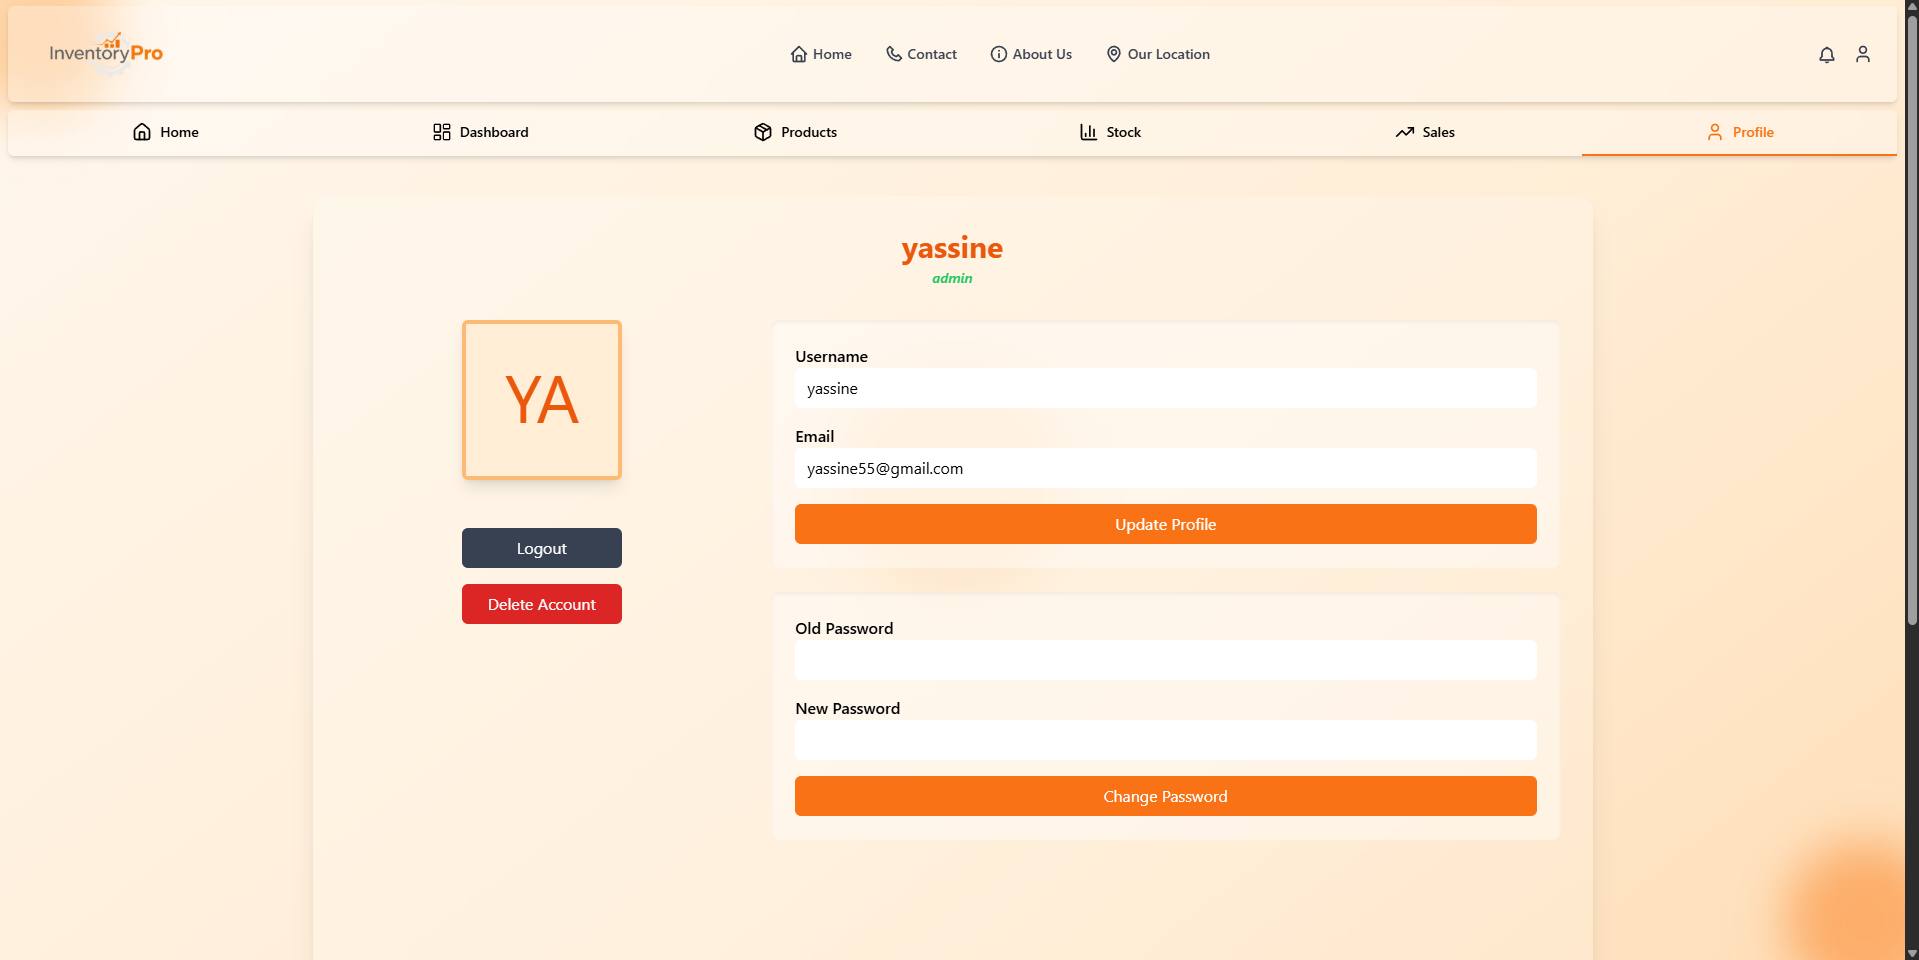 InventoryPro
Home
Contact
About Us
Our Location
Home
Dashboard
Products
Stock
Sales
Profile
yassine
admin
YA
Logout
Delete Account
Username
yassine
Email
yassine55@gmail.com
Update Profile
Old Password
New Password
Change Password